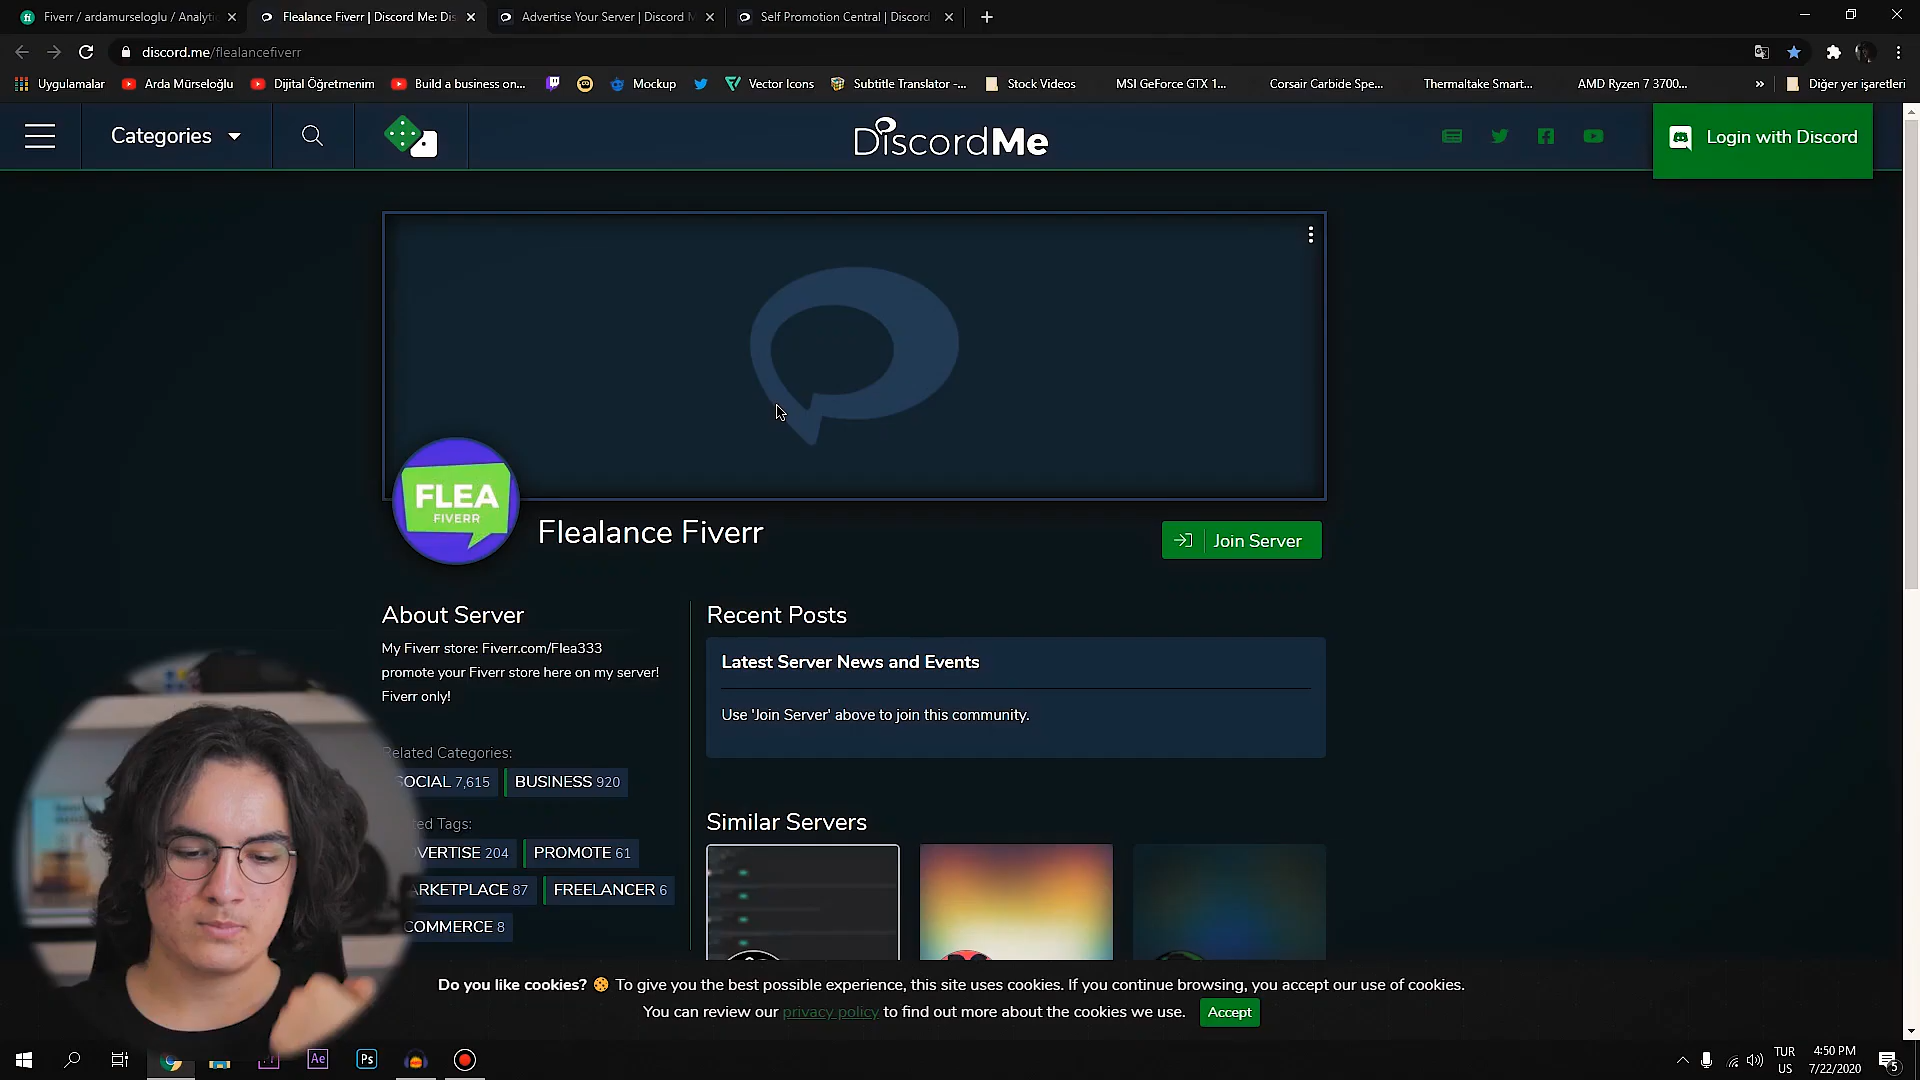 Fiverr / ardamurseloglu / Analytic
Flealance Fiverr | Discord Me: Dis
Advertise Your Server | Discord M
Self Promotion Central | Discord
discord.me/flealancefiverr
Uygulamalar
Arda Mürseloğlu
Dijital Öğretmenim
Build a business on...
Mockup
Vector Icons
Subtitle Translator -...
Stock Videos
MSI GeForce GTX 1...
Corsair Carbide Spe...
Thermaltake Smart...
AMD Ryzen 7 3700...
»
Diğer yer işaretleri
Categories
DiscordMe
Login with Discord
FLEA
FIVERR
Flealance Fiverr
Join Server
About Server
My Fiverr store: Fiverr.com/Flea333
promote your Fiverr store here on my server!
Fiverr only!
Related Categories:
SOCIAL 7,615
BUSINESS 920
ed Tags:
VERTISE 204
PROMOTE 61
ARKETPLACE 87
FREELANCER 6
COMMERCE 8
Recent Posts
Latest Server News and Events
Use 'Join Server' above to join this community.
Similar Servers
Do you like cookies? 🍪 To give you the best possible experience, this site uses cookies. If you continue browsing, you accept our use of cookies.
You can review our privacy policy to find out more about the cookies we use.
Accept
Ae
Ps
TUR
US
4:50 PM
7/22/2020
5